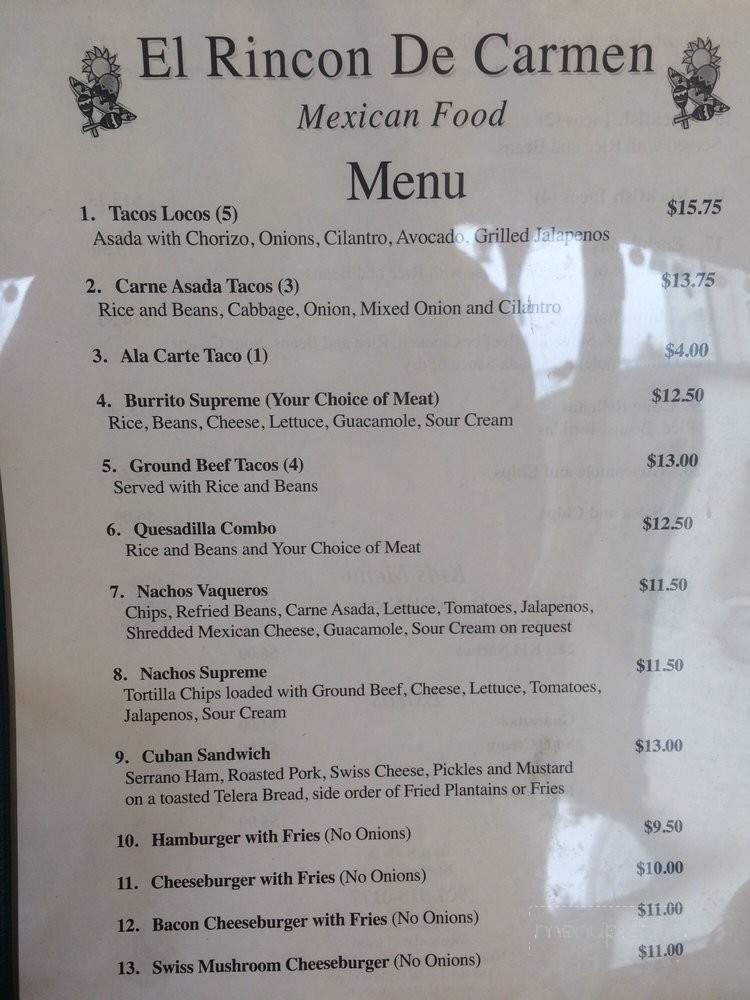 El Rincon De Carmen
Mexican Food
Menu
1. Tacos Locos (5) $15.75
Asada with Chorizo, Onions, Cilantro, Avocado, Grilled Jalapenos
2. Carne Asada Tacos (3) $13.75
Rice and Beans, Cabbage, Onion, Mixed Onion and Cilantro
3. Ala Carte Taco (1) $4.00
4. Burrito Supreme (Your Choice of Meat) $12.50
Rice, Beans, Cheese, Lettuce, Guacamole, Sour Cream
5. Ground Beef Tacos (4) $13.00
Served with Rice and Beans
6. Quesadilla Combo $12.50
Rice and Beans and Your Choice of Meat
7. Nachos Vaqueros $11.50
Chips, Refried Beans, Carne Asada, Lettuce, Tomatoes, Jalapenos,
Shredded Mexican Cheese, Guacamole, Sour Cream on request
8. Nachos Supreme $11.50
Tortilla Chips loaded with Ground Beef, Cheese, Lettuce, Tomatoes,
Jalapenos, Sour Cream
9. Cuban Sandwich $13.00
Serrano Ham, Roasted Pork, Swiss Cheese, Pickles and Mustard
on a toasted Telera Bread, side order of Fried Plantains or Fries
10. Hamburger with Fries (No Onions) $9.50
11. Cheeseburger with Fries (No Onions) $10.00
12. Bacon Cheeseburger with Fries (No Onions) $11.00
13. Swiss Mushroom Cheeseburger (No Onions) $11.00